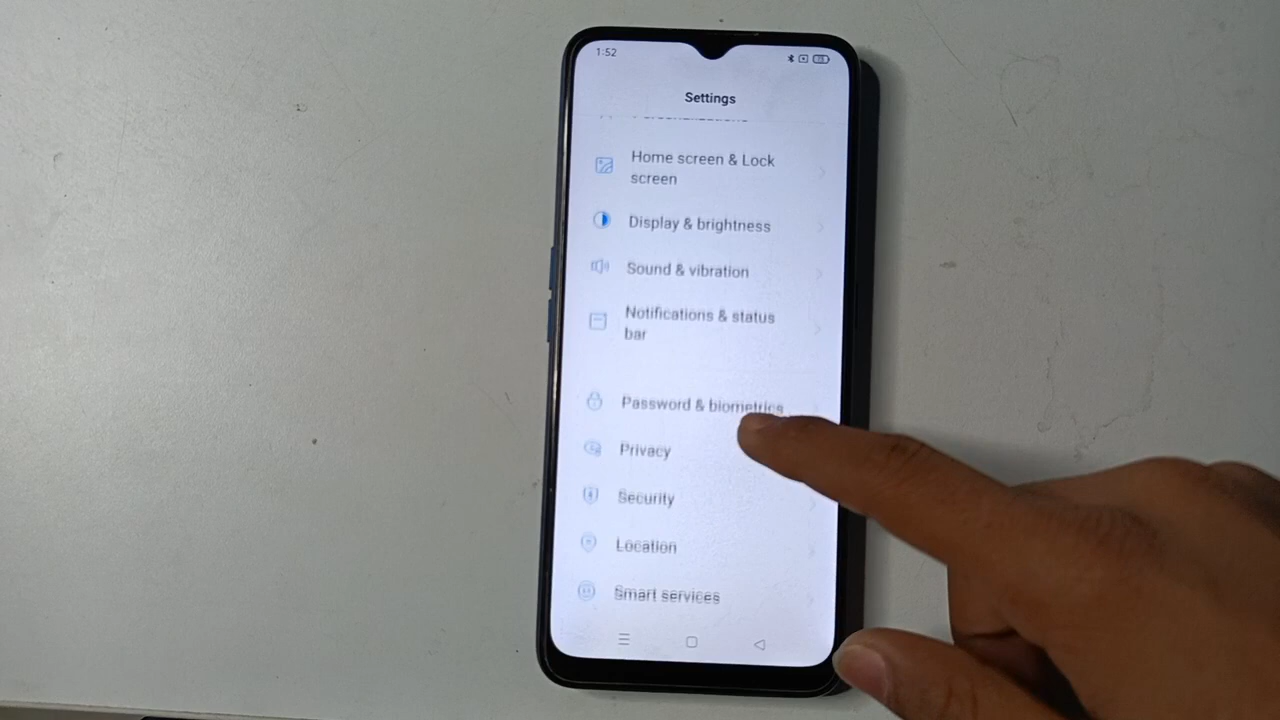 1:52
Settings
Home screen & Lock
screen
Display & brightness
Sound & vibration
Notifications & status
bar
Password & biometrics
Privacy
Security
Location
Smart services